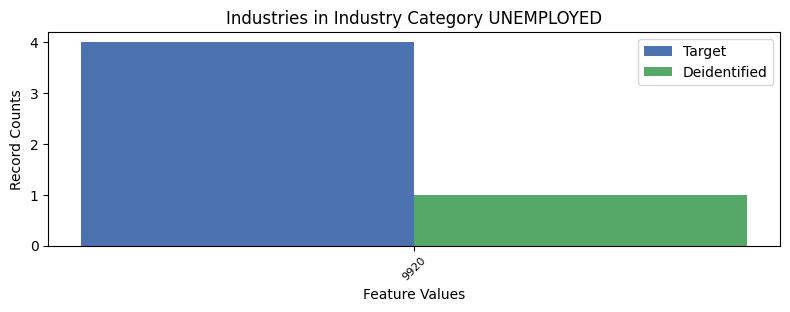 Industries in Industry Category UNEMPLOYED
Target
Deidentified
Record Counts
4
3
2
1
0
9920
Feature Values